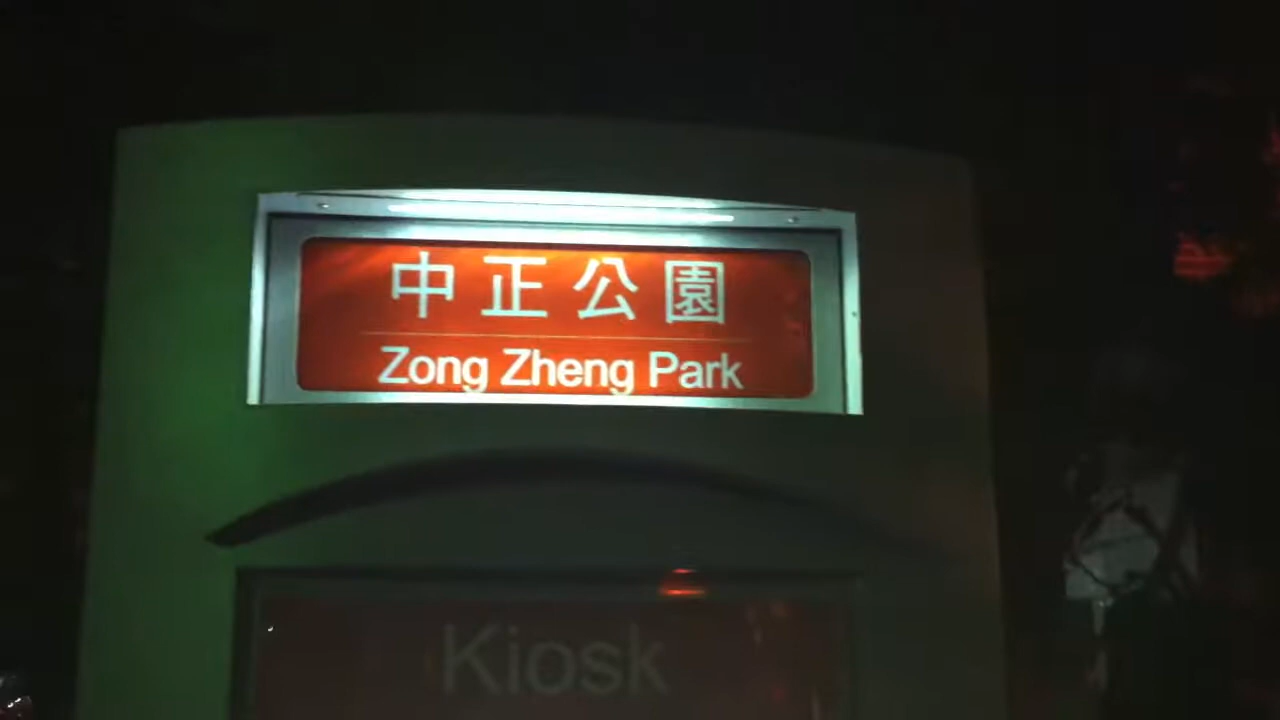 中正公園
Zong Zheng Park
Kiosk